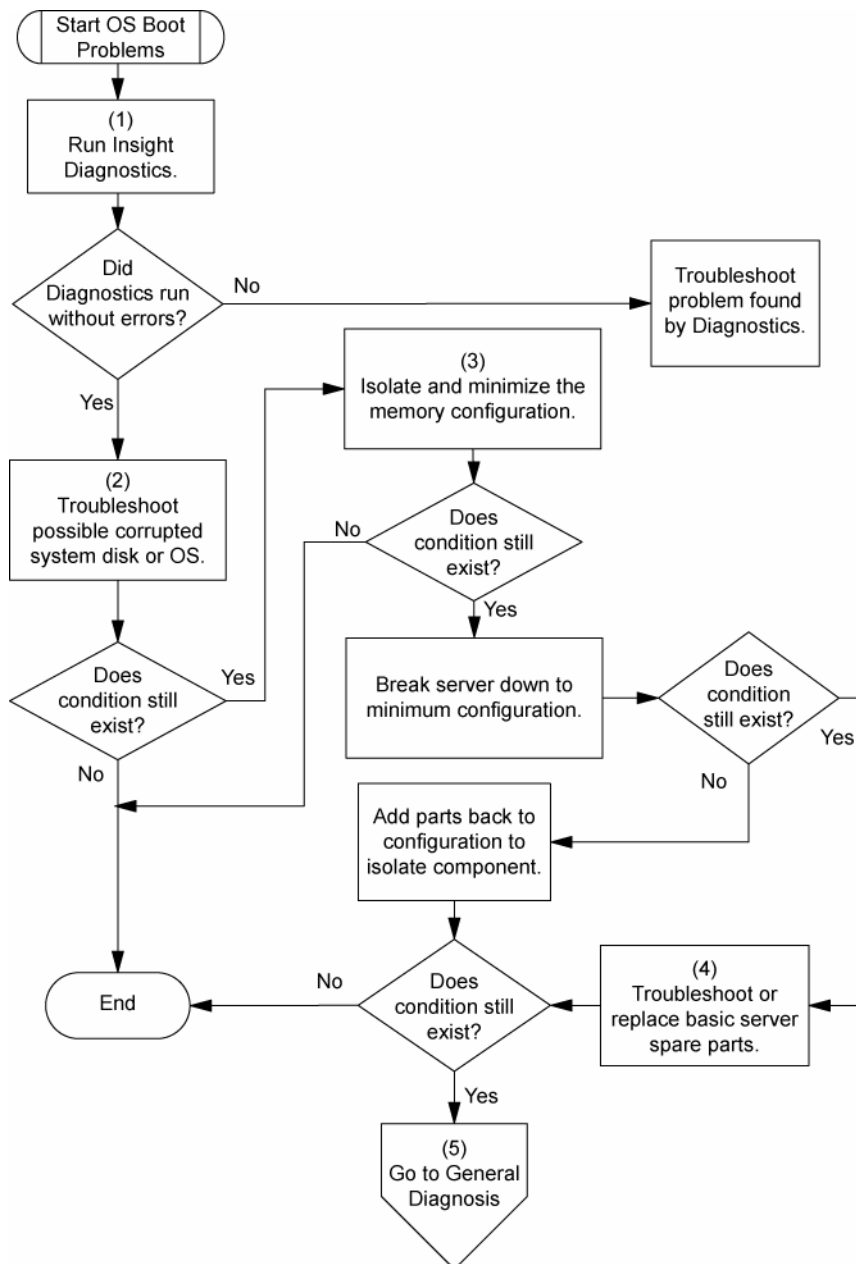 Start OS Boot
Problems
(1)
Run Insight
Diagnostics.
Did
Diagnostics run
without errors?
No
Troubleshoot
problem found
by Diagnostics.
Yes
(3)
Isolate and minimize the
memory configuration.
(2)
Troubleshoot
possible corrupted
system disk or OS.
No
Does
condition still
exist?
Yes
Does
condition still
exist?
Yes
No
Break server down to
minimum configuration.
Does
condition
still exist?
Yes
No
Add parts back to
configuration to
isolate component.
End
No
Does
condition still
exist?
(4)
Troubleshoot or
replace basic server
spare parts.
Yes
(5)
Go to General
Diagnosis